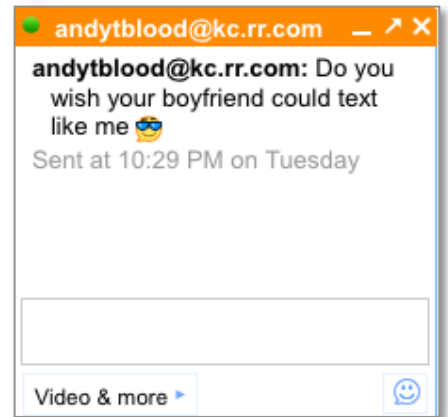 andytblood@kc.rr.com
andytblood@kc.rr.com: Do you
wish your boyfriend could text
like me 😎
Sent at 10:29 PM on Tuesday
Video & more